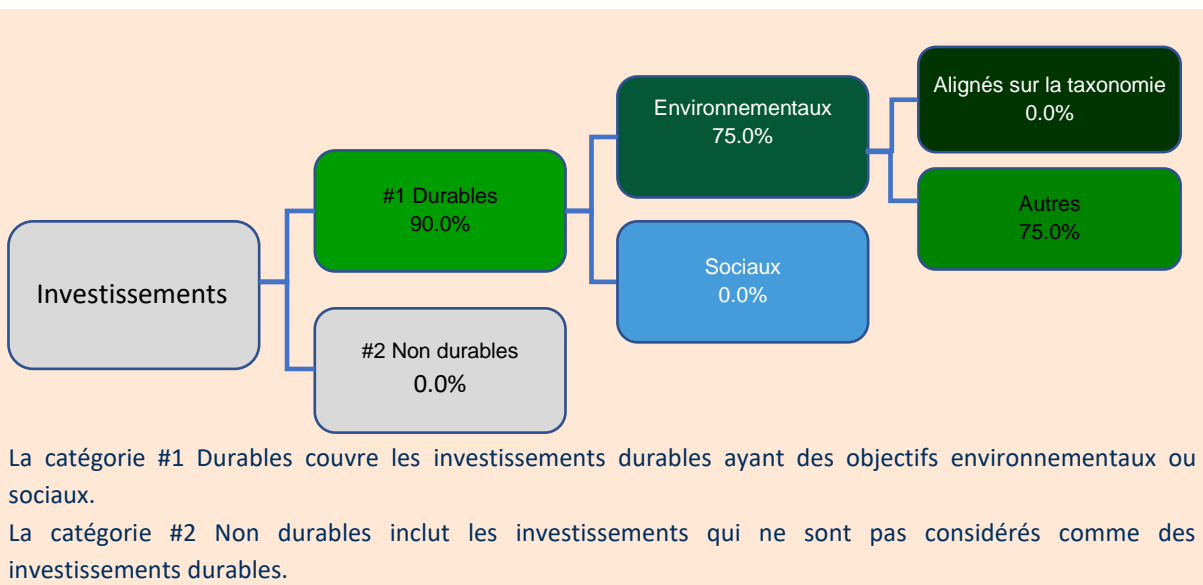 Investissements
#1 Durables
90.0%
#2 Non durables
0.0%
Environnementaux
75.0%
Sociaux
0.0%
Alignés sur la taxonomie
0.0%
Autres
75.0%
La catégorie #1 Durables couvre les investissements durables ayant des objectifs environnementaux ou
sociaux.
La catégorie #2 Non durables inclut les investissements qui ne sont pas considérés comme des
investissements durables.